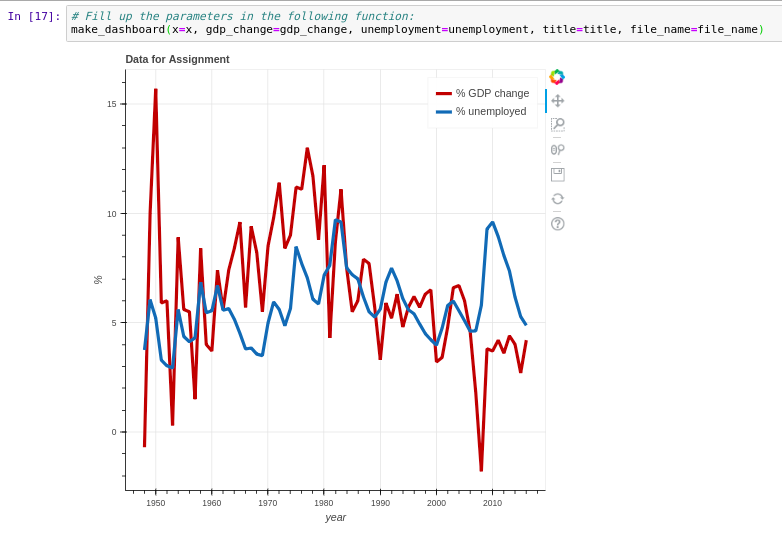 In [17]: # Fill up the parameters in the following function:
make_dashboard(x=x, gdp_change=gdp_change, unemployment=unemployment, title=title, file_name=file_name)
Data for Assignment
% GDP change
% unemployed
15
10
5
0
%
1950 1960 1970 1980 1990 2000 2010
year